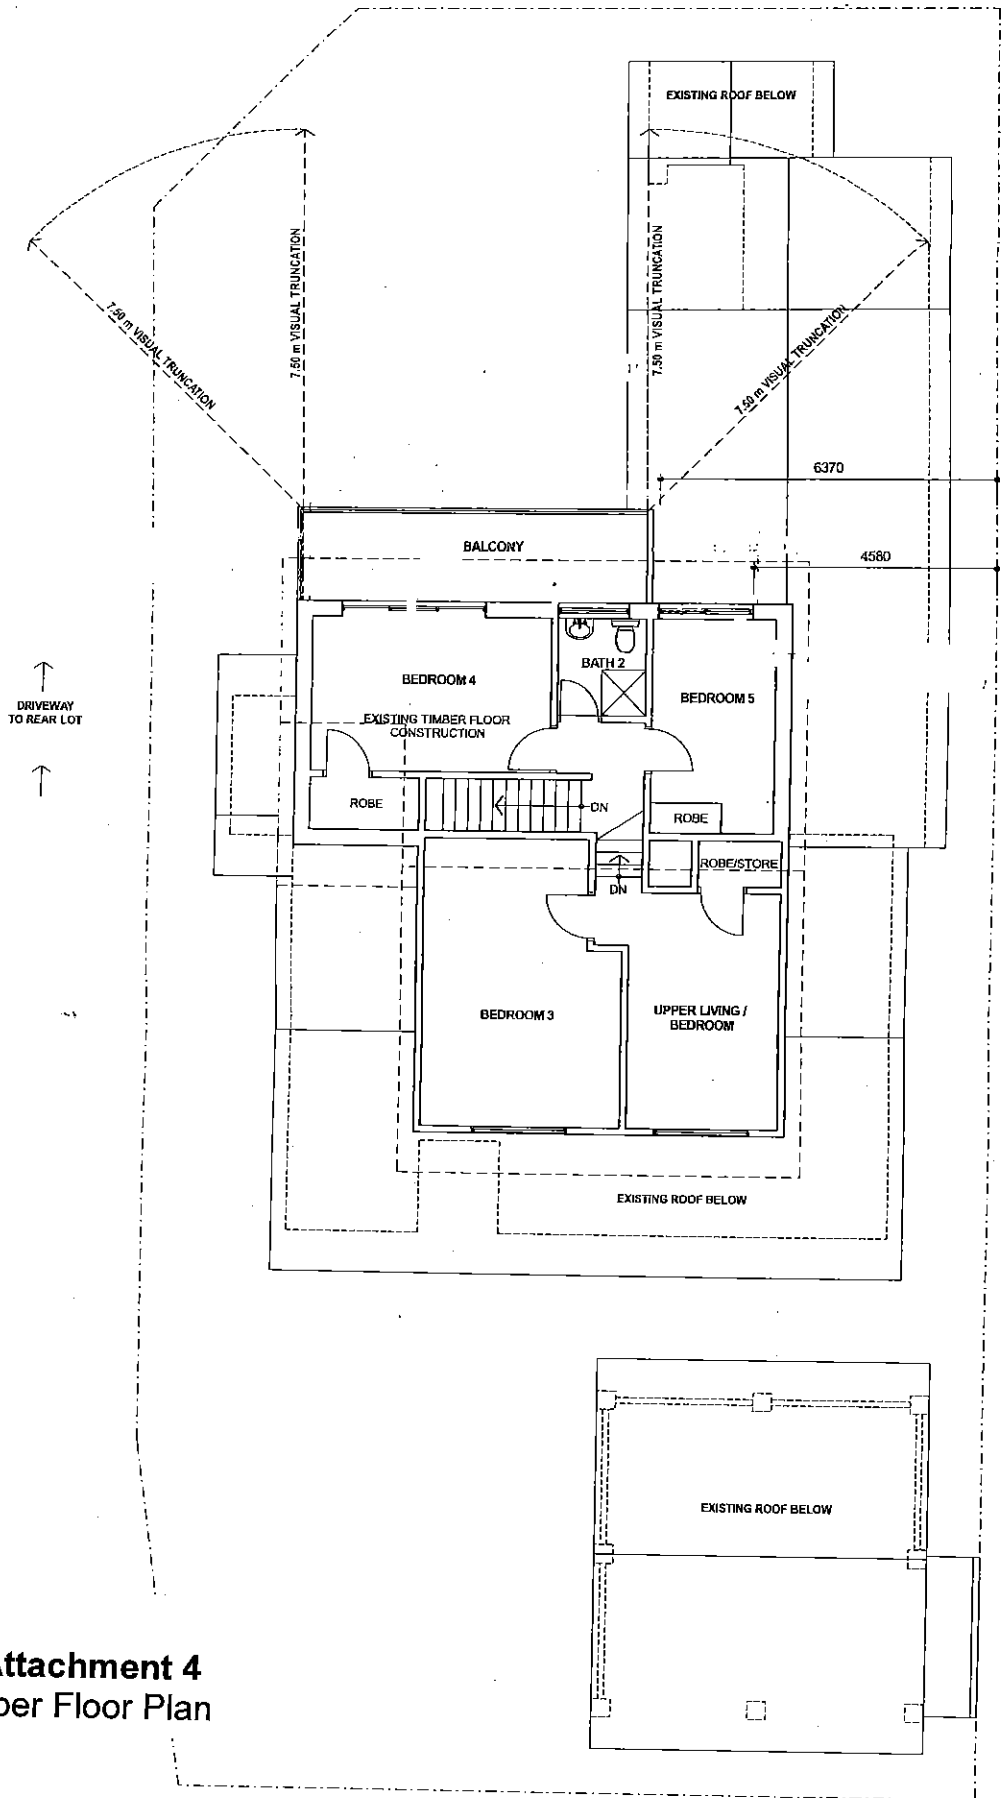 EXISTING ROOF BELOW
7.50 m VISUAL TRUNCATION
7.50 m VISUAL TRUNCATION
7.50 m VISUAL TRUNCATION
7.50 m VISUAL TRUNCATION
6370
BALCONY
4580
DRIVEWAY
TO REAR LOT
BEDROOM 4
EXISTING TIMBER FLOOR
CONSTRUCTION
BATH 2
BEDROOM 5
ROBE
DN
ROBE
ROBE/STORE
DN
BEDROOM 3
UPPER LIVING /
BEDROOM
EXISTING ROOF BELOW
EXISTING ROOF BELOW
ttachment 4
per Floor Plan